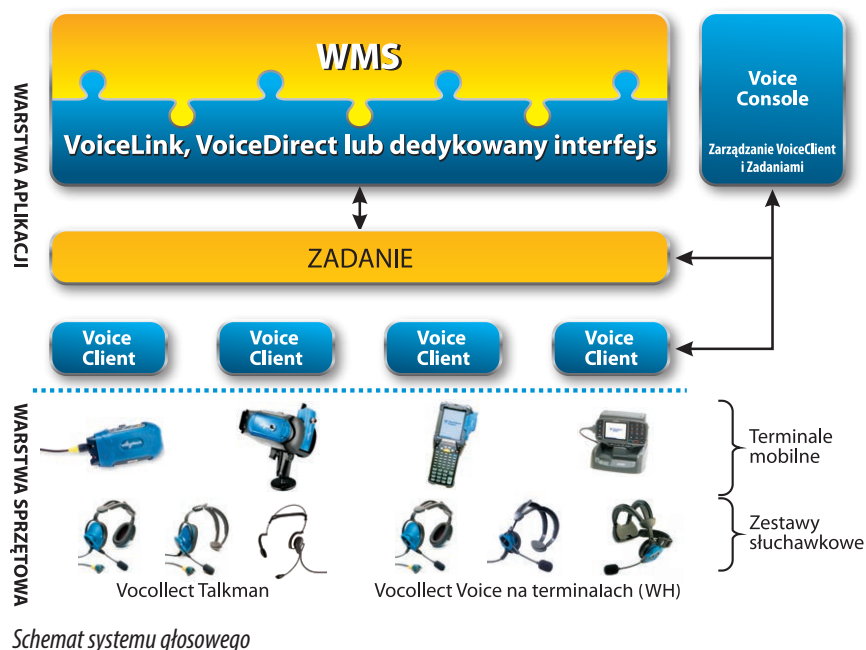 WARSTWA APLIKACJI
WMS
VoiceLink, VoiceDirect lub dedykowany interfejs
Voice
Console
Zarządzanie VoiceClient
i Zadaniami
ZADANIE
Voice
Client
Voice
Client
Voice
Client
Voice
Client
WARSTWA SPRZĘTOWA
Terminale
mobilne
Zestawy
słuchawkowe
Vocollect Talkman
Vocollect Voice na terminalach (WH)
Schemat systemu głosowego